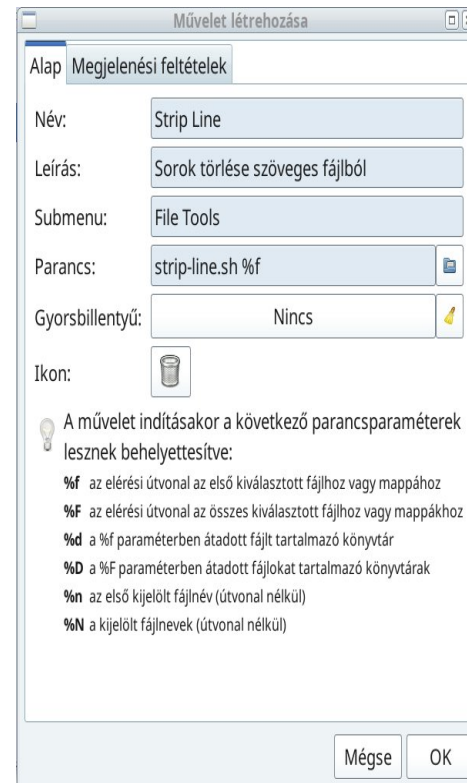 Művelet létrehozása
Alap Megjelenési feltételek
Név: Strip Line
Leírás: Sorok törlése szöveges fájlból
Submenu: File Tools
Parancs: strip-line.sh %f
Gyorsbillentyű: Nincs
Ikon:
A művelet indításakor a következő parancsparaméterek
lesznek behelyettesítve:
%f az elérési útvonal az első kiválasztott fájlhoz vagy mappához
%F az elérési útvonal az összes kiválasztott fájlhoz vagy mappákhoz
%d a %f paraméterben átadott fájlt tartalmazó könyvtár
%D a %F paraméterben átadott fájlokat tartalmazó könyvtárak
%n az első kijelölt fájlnév (útvonal nélkül)
%N a kijelölt fájlnevek (útvonal nélkül)
Mégse OK